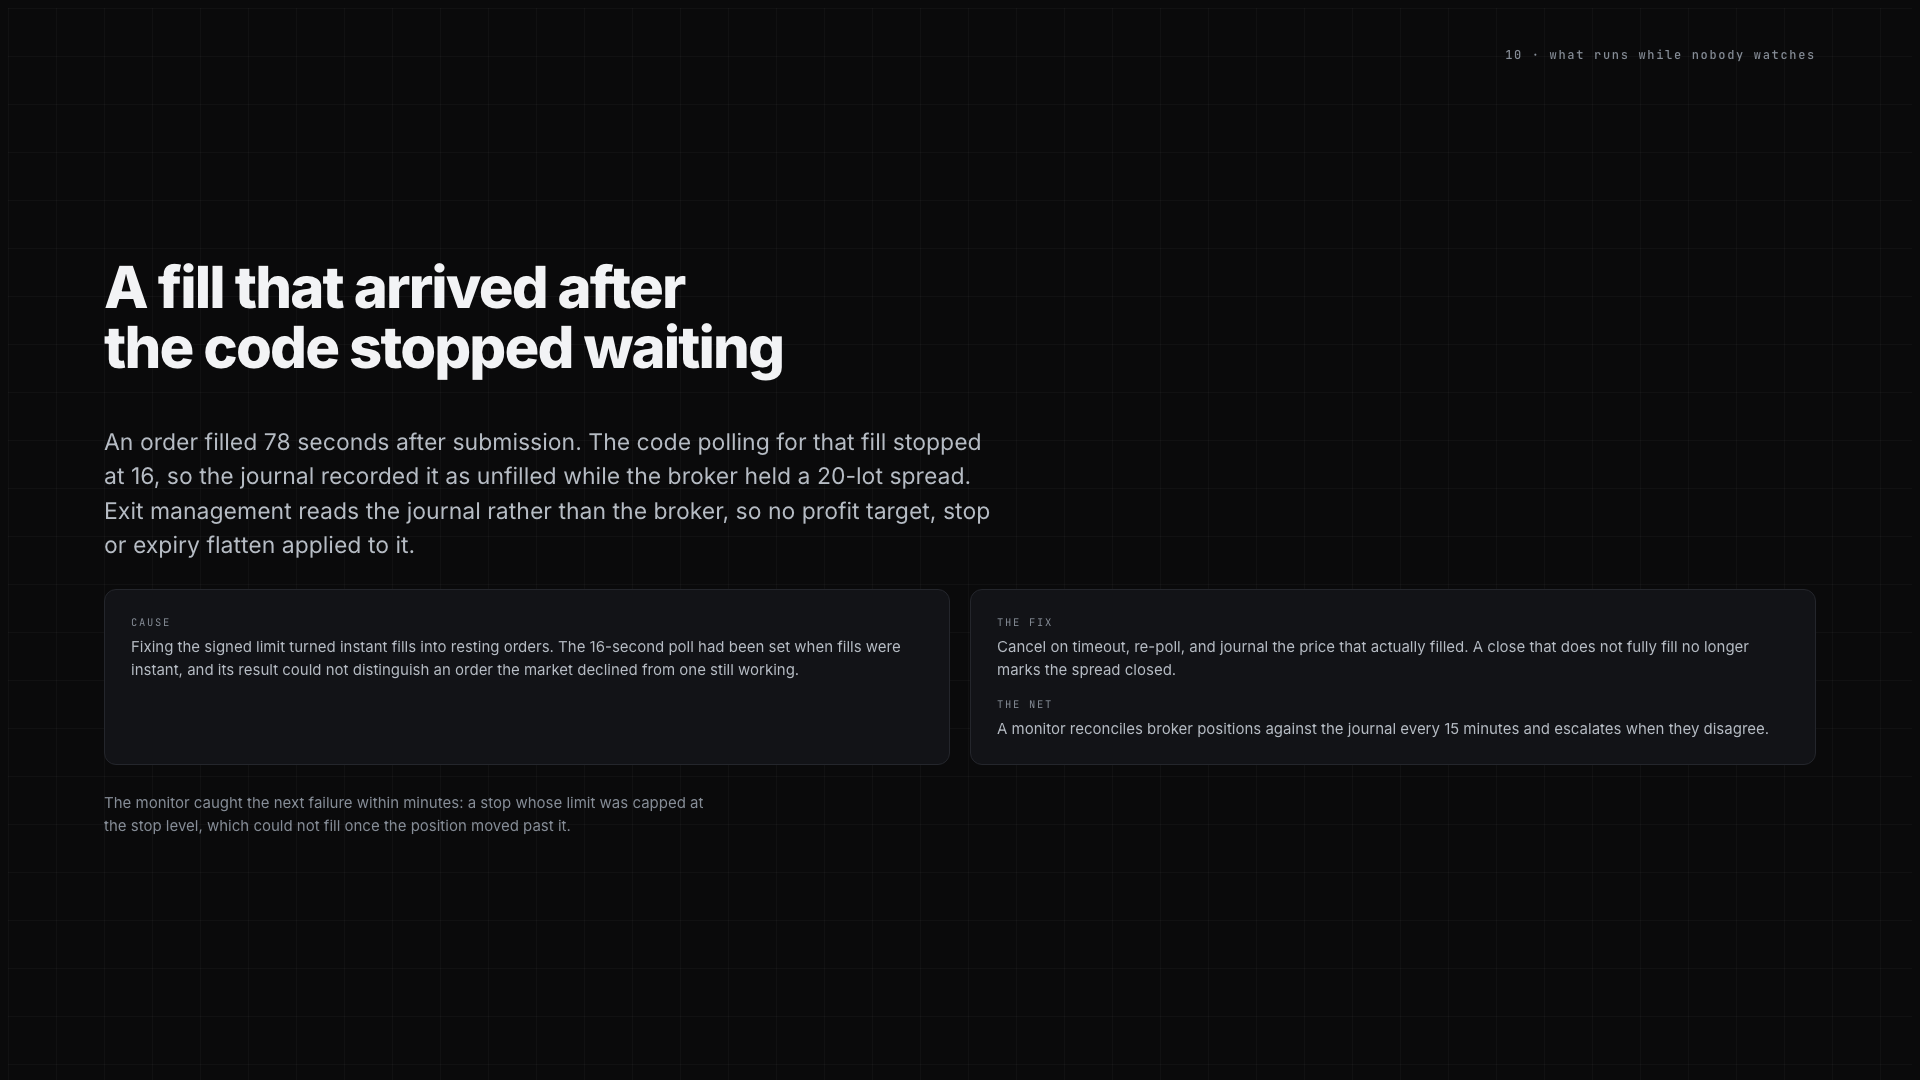 10 · what runs while nobody watches
A fill that arrived after
the code stopped waiting
An order filled 78 seconds after submission. The code polling for that fill stopped
at 16, so the journal recorded it as unfilled while the broker held a 20-lot spread.
Exit management reads the journal rather than the broker, so no profit target, stop
or expiry flatten applied to it.
CAUSE
Fixing the signed limit turned instant fills into resting orders. The 16-second poll had been set when fills were
instant, and its result could not distinguish an order the market declined from one still working.
THE FIX
Cancel on timeout, re-poll, and journal the price that actually filled. A close that does not fully fill no longer
marks the spread closed.
THE NET
A monitor reconciles broker positions against the journal every 15 minutes and escalates when they disagree.
The monitor caught the next failure within minutes: a stop whose limit was capped at
the stop level, which could not fill once the position moved past it.